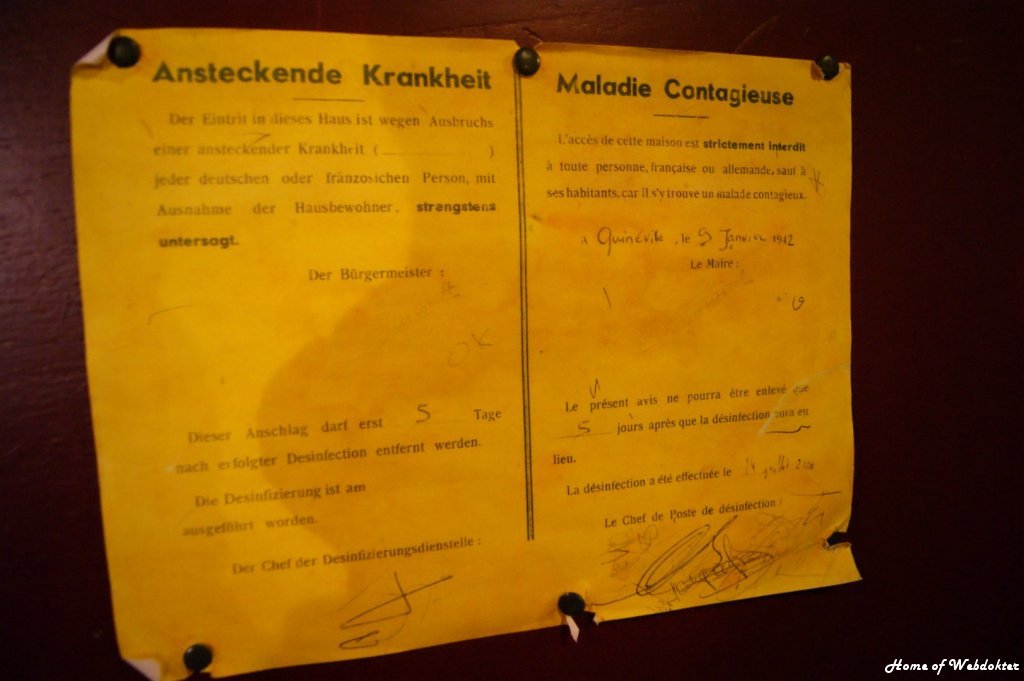 Ansteckende Krankheit
Der Eintrit in dieses Haus ist wegen Ausbruchs
einer ansteckender Krankheit ( )
jeder deutschen oder fränzosichen Person, mit
Ausnahme der Hausbewohner, strengstens
untersagt.
Der Bürgermeister :
OK
Dieser Anschlag darf erst 5 Tage
nach erfolgter Desinfection entfernt werden.
Die Desinfizierung ist am
ausgeführt worden.
Der Chef der Desinfizierungsdienstelle :
Maladie Contagieuse
L'accès de cette maison est strictement interdit
à toute personne, française ou allemande, sauf à
ses habitants, car il s'y trouve un malade contagieux.
A Quinéville, le 9 Janvier 1942
Le Maire :
Le présent avis ne pourra être enlevé que
5 jours après que la désinfection aura eu
lieu.
La désinfection a été effectuée le 14
Le Chef de Poste de désinfection :
Home of Webdokter